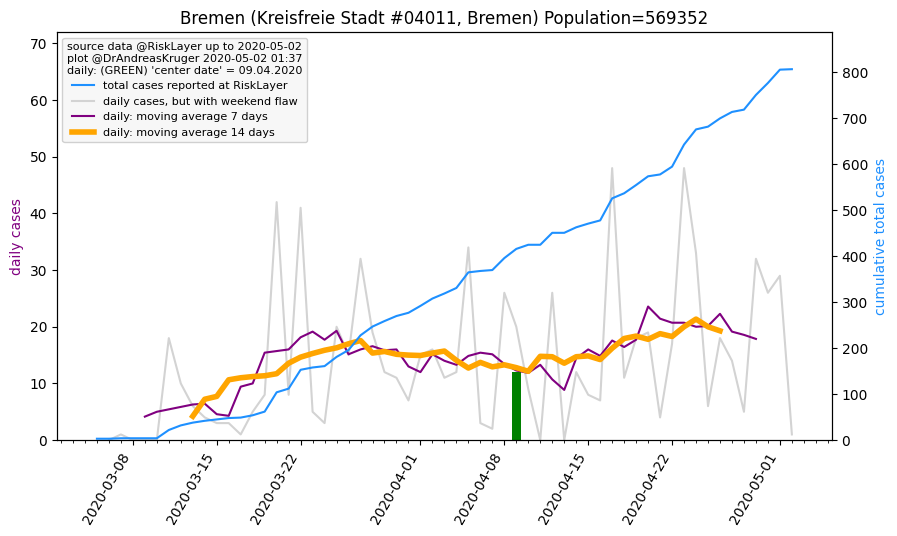 Bremen (Kreisfreie Stadt #04011, Bremen) Population=569352
source data @RiskLayer up to 2020-05-02
plot @DrAndreasKruger 2020-05-02 01:37
daily: (GREEN) 'center date' = 09.04.2020
total cases reported at RiskLayer
daily cases, but with weekend flaw
daily: moving average 7 days
daily: moving average 14 days
daily cases
70
60
50
40
30
20
10
0
cumulative total cases
800
700
600
500
400
300
200
100
0
2020-03-08
2020-03-15
2020-03-22
2020-04-01
2020-04-08
2020-04-15
2020-04-22
2020-05-01